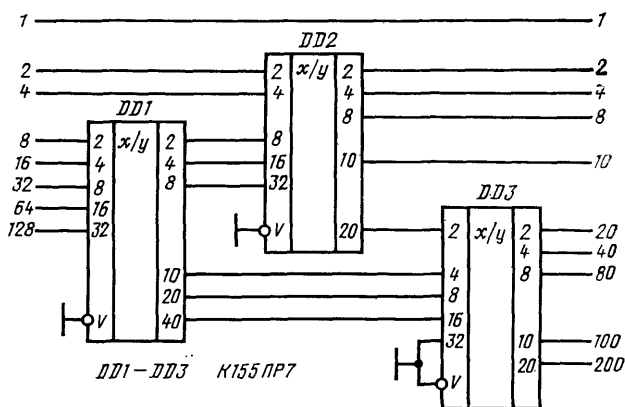 1 1
DD2
2 2 x/y 2 2
4 4 4 4
DD1 8 8
8 2 x/y 2 8
16 4 4 16 10 10
32 8 8 32 DD3
64 16
128 32 V 20 2 x/y 2 20
4 40
10 4 8 80
20 8
V 40 16
32 10 100
DD1-DD3 К155ПР7 V 20 200